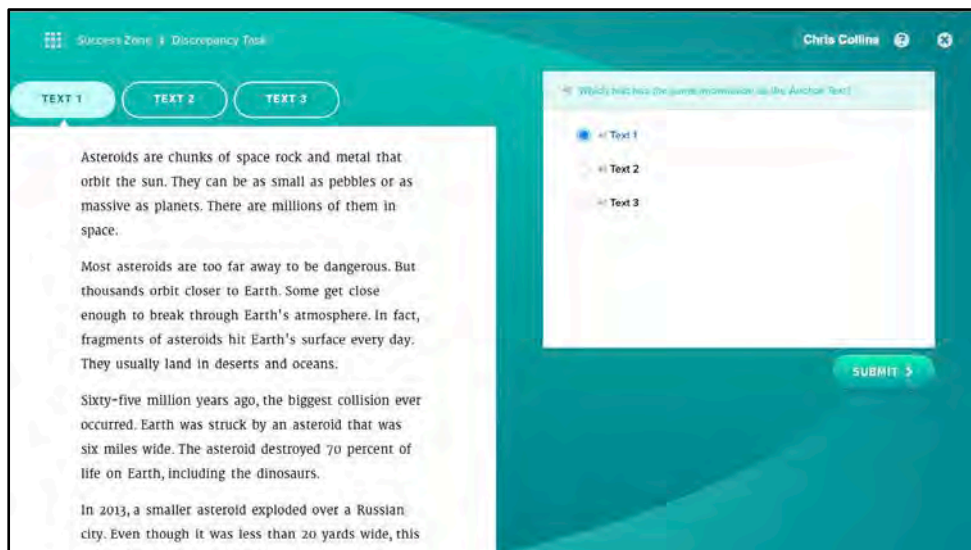 Success Zone Discrepancy Task
Chris Collins
TEXT 1 TEXT 2 TEXT 3
Asteroids are chunks of space rock and metal that
orbit the sun. They can be as small as pebbles or as
massive as planets. There are millions of them in
space.
Most asteroids are too far away to be dangerous. But
thousands orbit closer to Earth. Some get close
enough to break through Earth's atmosphere. In fact,
fragments of asteroids hit Earth's surface every day.
They usually land in deserts and oceans.
Sixty-five million years ago, the biggest collision ever
occurred. Earth was struck by an asteroid that was
six miles wide. The asteroid destroyed 70 percent of
life on Earth, including the dinosaurs.
In 2013, a smaller asteroid exploded over a Russian
city. Even though it was less than 20 yards wide, this
Which text has the same information as the Anchor Text?
Text 1
Text 2
Text 3
SUBMIT